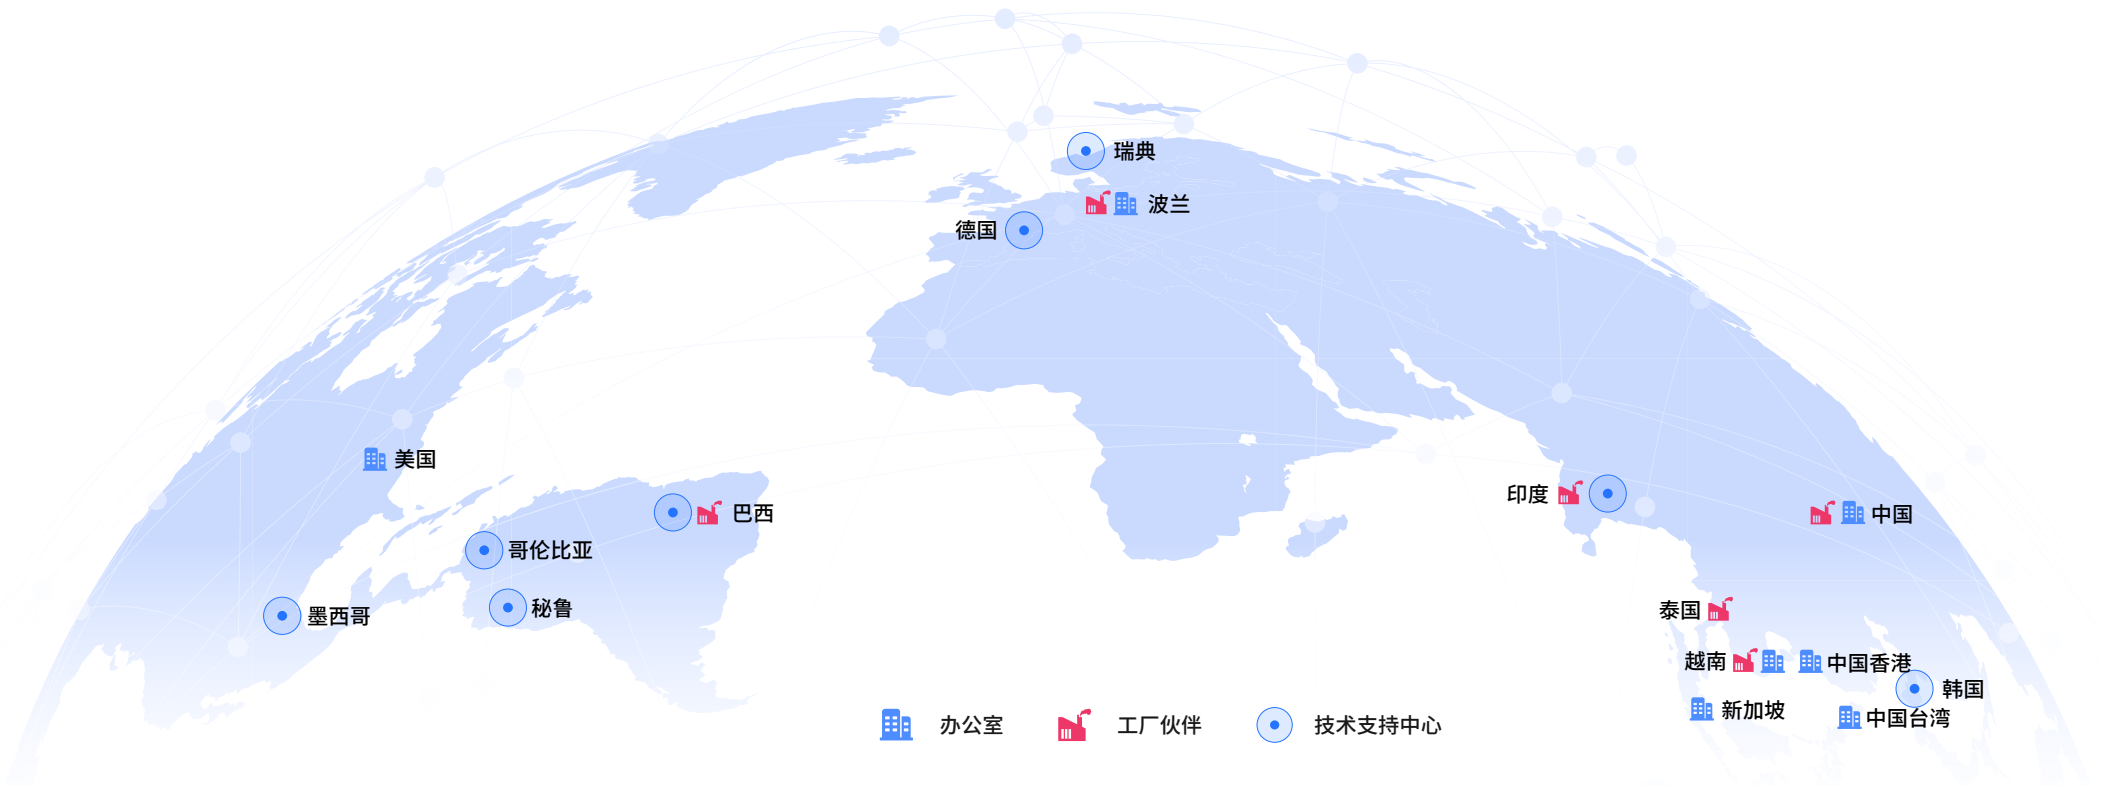 瑞典
波兰
德国
美国
印度
巴西
中国
哥伦比亚
秘鲁
墨西哥
泰国
越南
中国香港
韩国
新加坡
中国台湾
办公室
工厂伙伴
技术支持中心